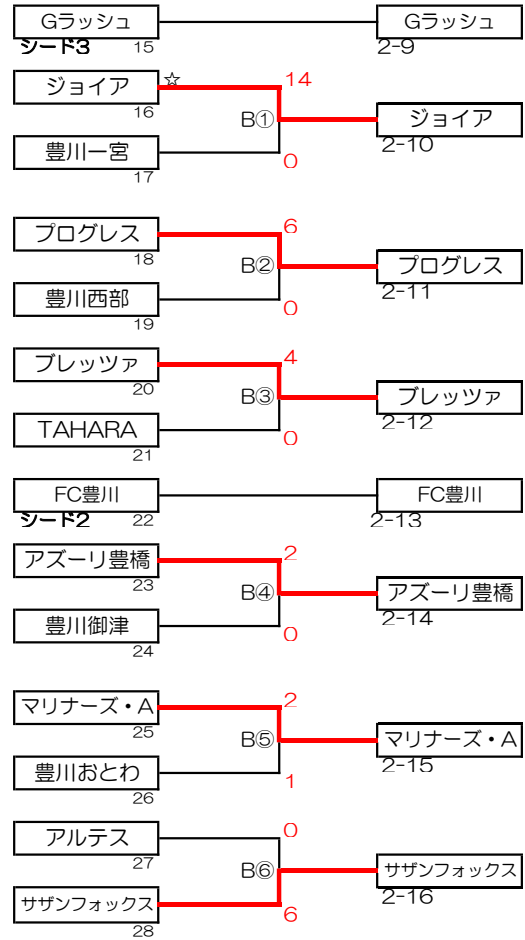 Gラッシュ Gラッシュ
シード3 15 2-9
ジョイア ☆ 14
16 B① ジョイア
豊川一宮 2-10
17 0
プログレス 6
18 B② プログレス
豊川西部 2-11
19 0
ブレッツァ 4
20 B③ ブレッツァ
TAHARA 2-12
21 0
FC豊川 FC豊川
シード2 22 2-13
アズーリ豊橋 2
23 B④ アズーリ豊橋
豊川御津 2-14
24 0
マリナーズ・A 2
25 B⑤ マリナーズ・A
豊川おとわ 2-15
26 1
アルテス 0
27 B⑥ サザンフォックス
サザンフォックス 2-16
28 6